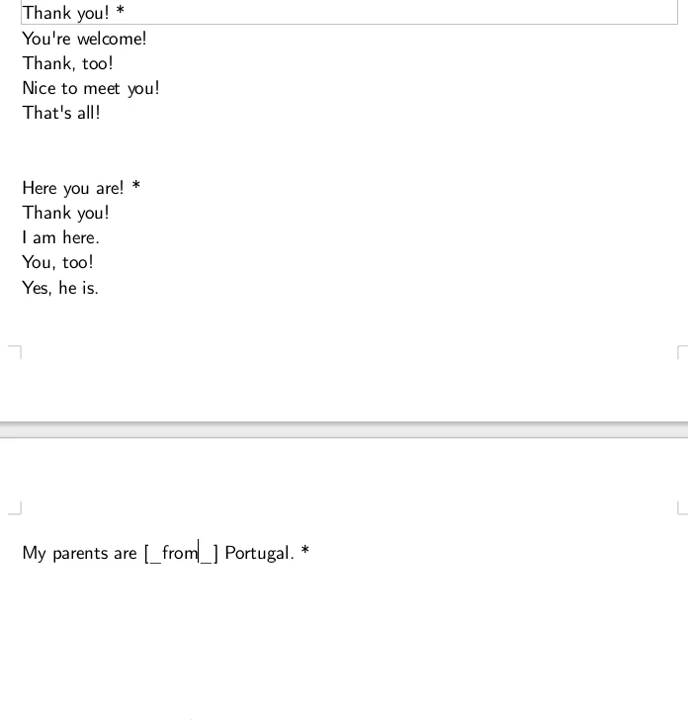 Thank you! *
You're welcome!
Thank, too!
Nice to meet you!
That's all!
Here you are! *
Thank you!
I am here.
You, too!
Yes, he is.
My parents are [_from_] Portugal. *